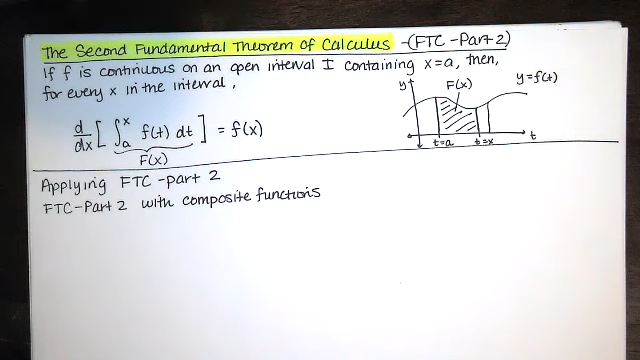 The Second Fundamental Theorem of Calculus - (FTC - Part 2)
If f is continuous on an open interval I containing x=a, then,
for every x in the interval,
d/dx [ ∫ₐˣ f(t) dt ] = f(x)
F(x)
y
F(x)
y=f(t)
t=a
t=x
t
Applying FTC - part 2
FTC - Part 2 with composite functions